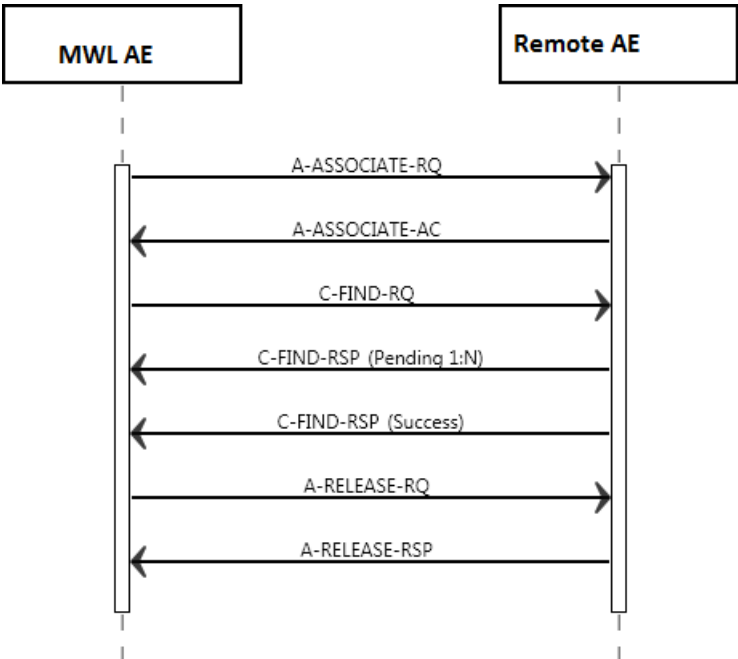 MWL AE
Remote AE
A-ASSOCIATE-RQ
A-ASSOCIATE-AC
C-FIND-RQ
C-FIND-RSP (Pending 1:N)
C-FIND-RSP (Success)
A-RELEASE-RQ
A-RELEASE-RSP